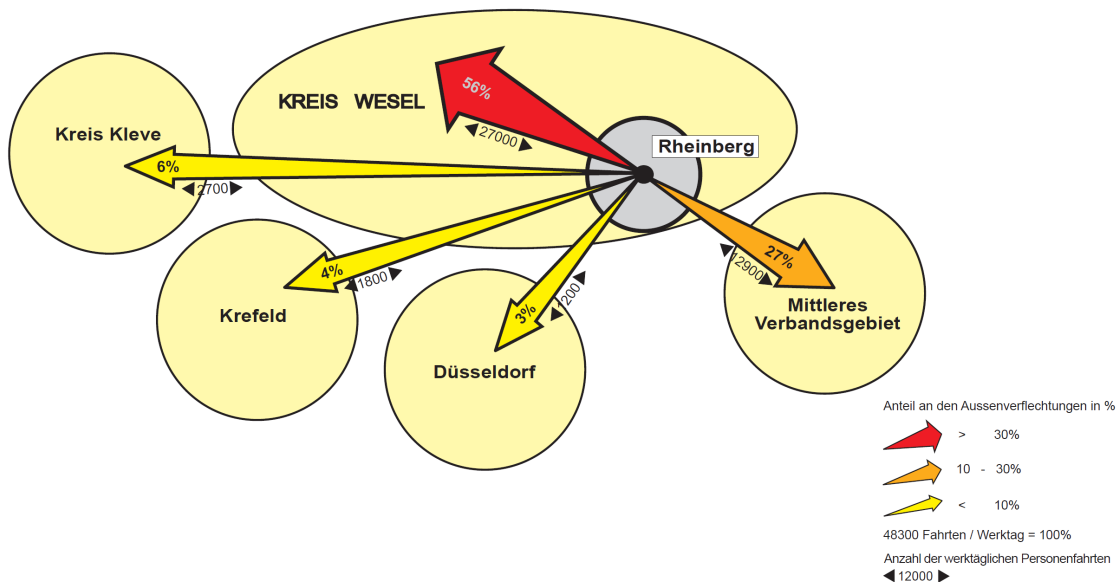 56%
KREIS WESEL
27000
Rheinberg
Kreis Kleve
6%
2700
27%
12900
4%
1800
Mittleres
Verbandsgebiet
Krefeld
3%
1200
Düsseldorf
Anteil an den Aussenverflechtungen in %
> 30%
10 - 30%
< 10%
48300 Fahrten / Werktag = 100%
Anzahl der werktäglichen Personenfahrten
12000